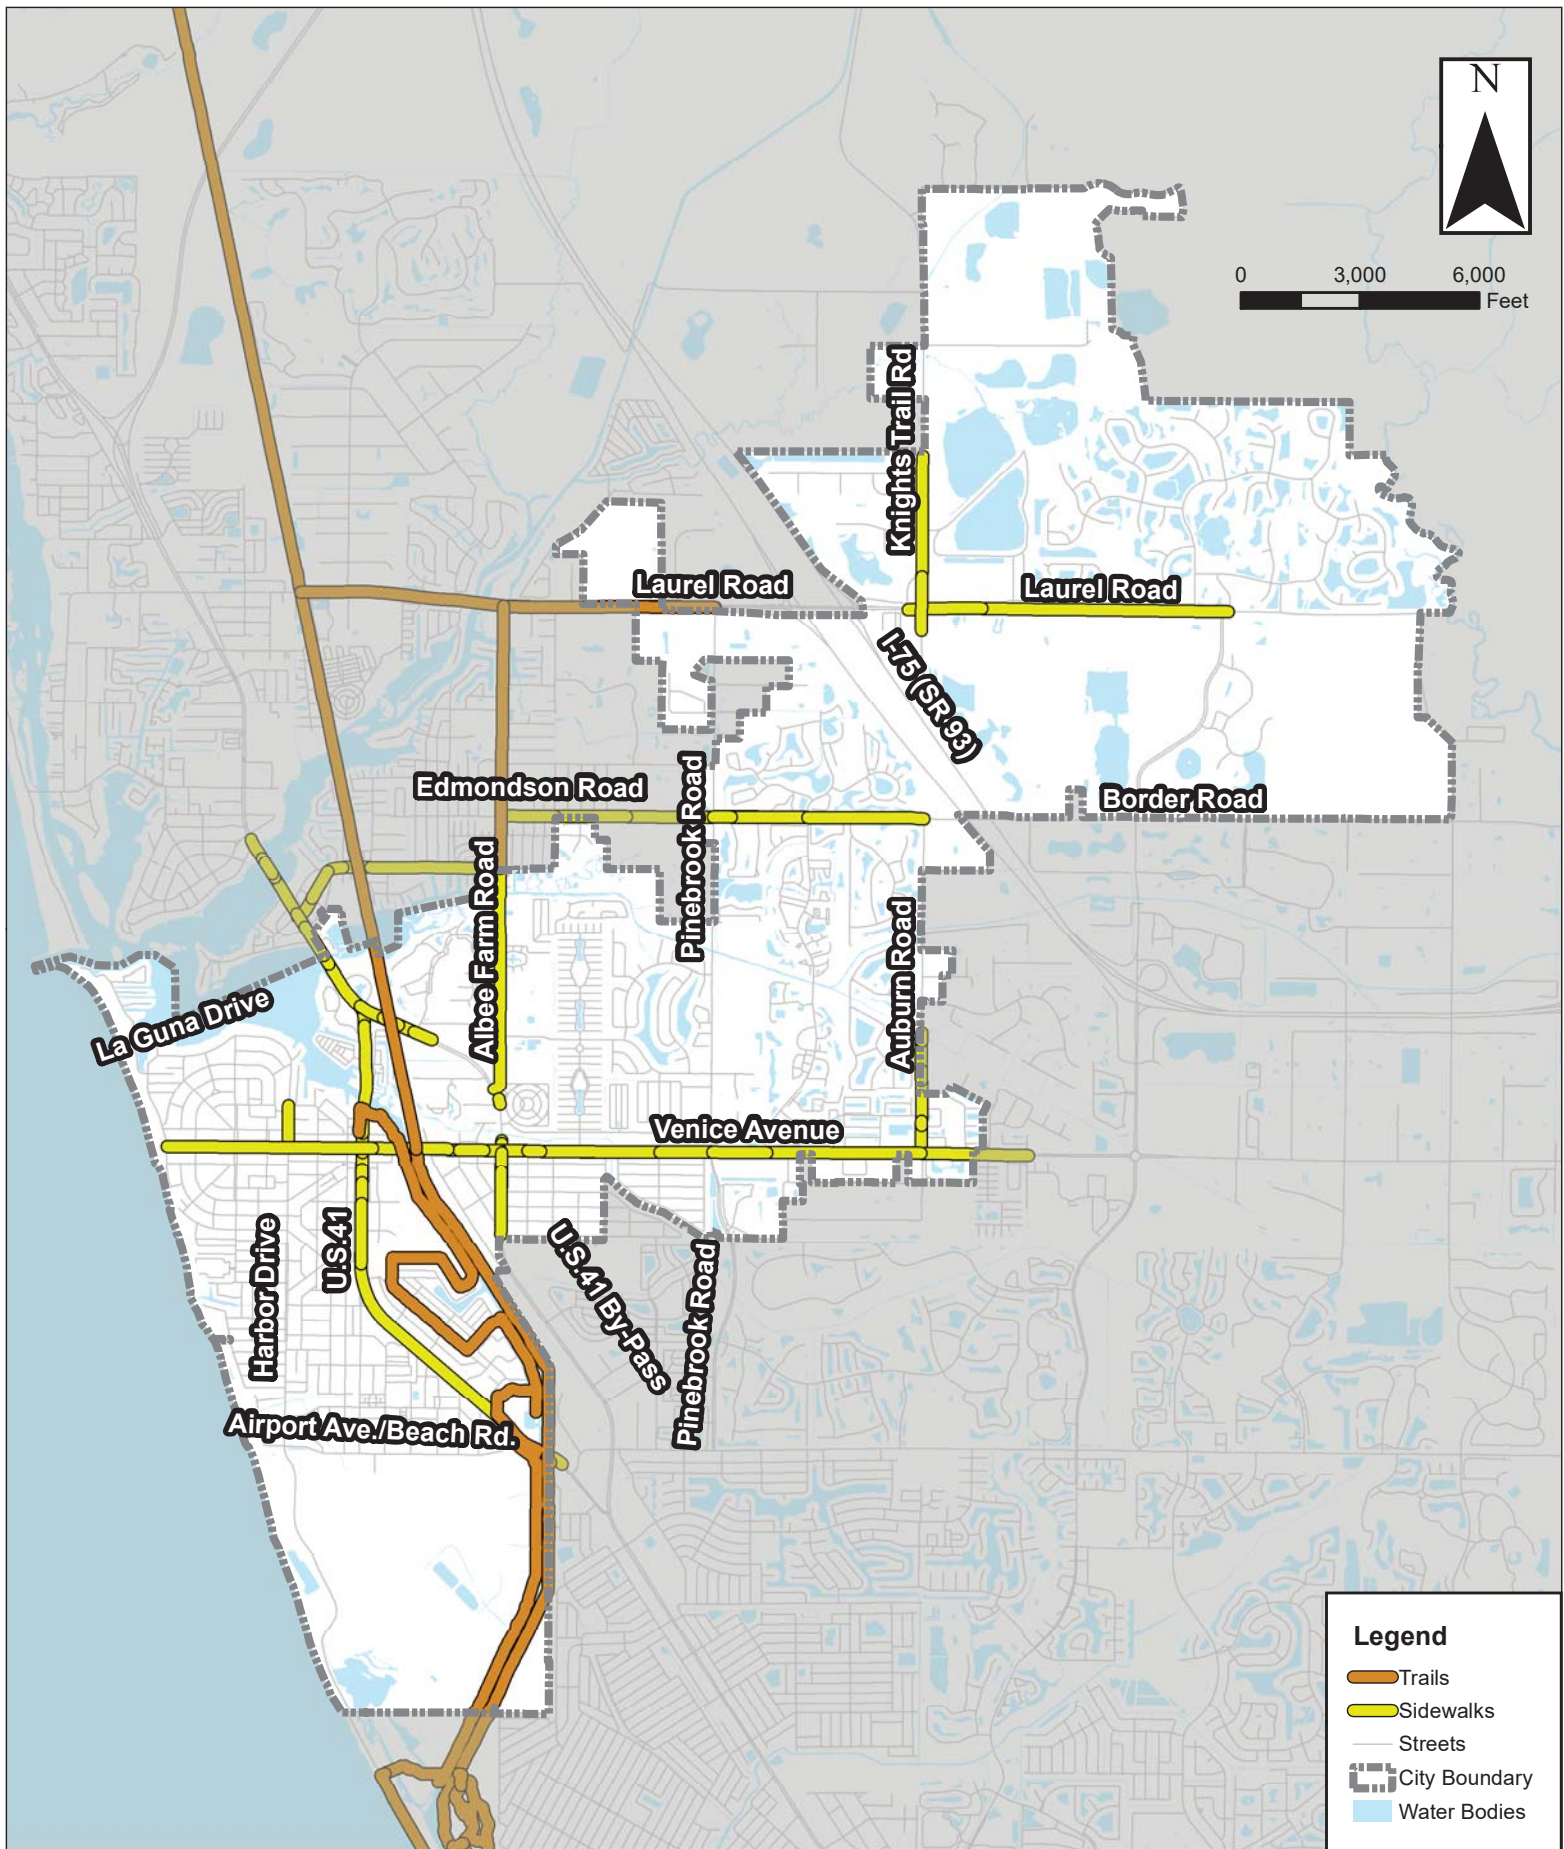 N
0 3,000 6,000
Feet
Knights Trail Rd
Laurel Road
Laurel Road
I-75 (SR 93)
Edmondson Road
Pinebrook Road
Border Road
Albee Farm Road
Auburn Road
La Guna Drive
Venice Avenue
Harbor Drive
U.S.41
U.S.41 By-Pass
Pinebrook Road
Airport Ave./Beach Rd.
Legend
Trails
Sidewalks
Streets
City Boundary
Water Bodies